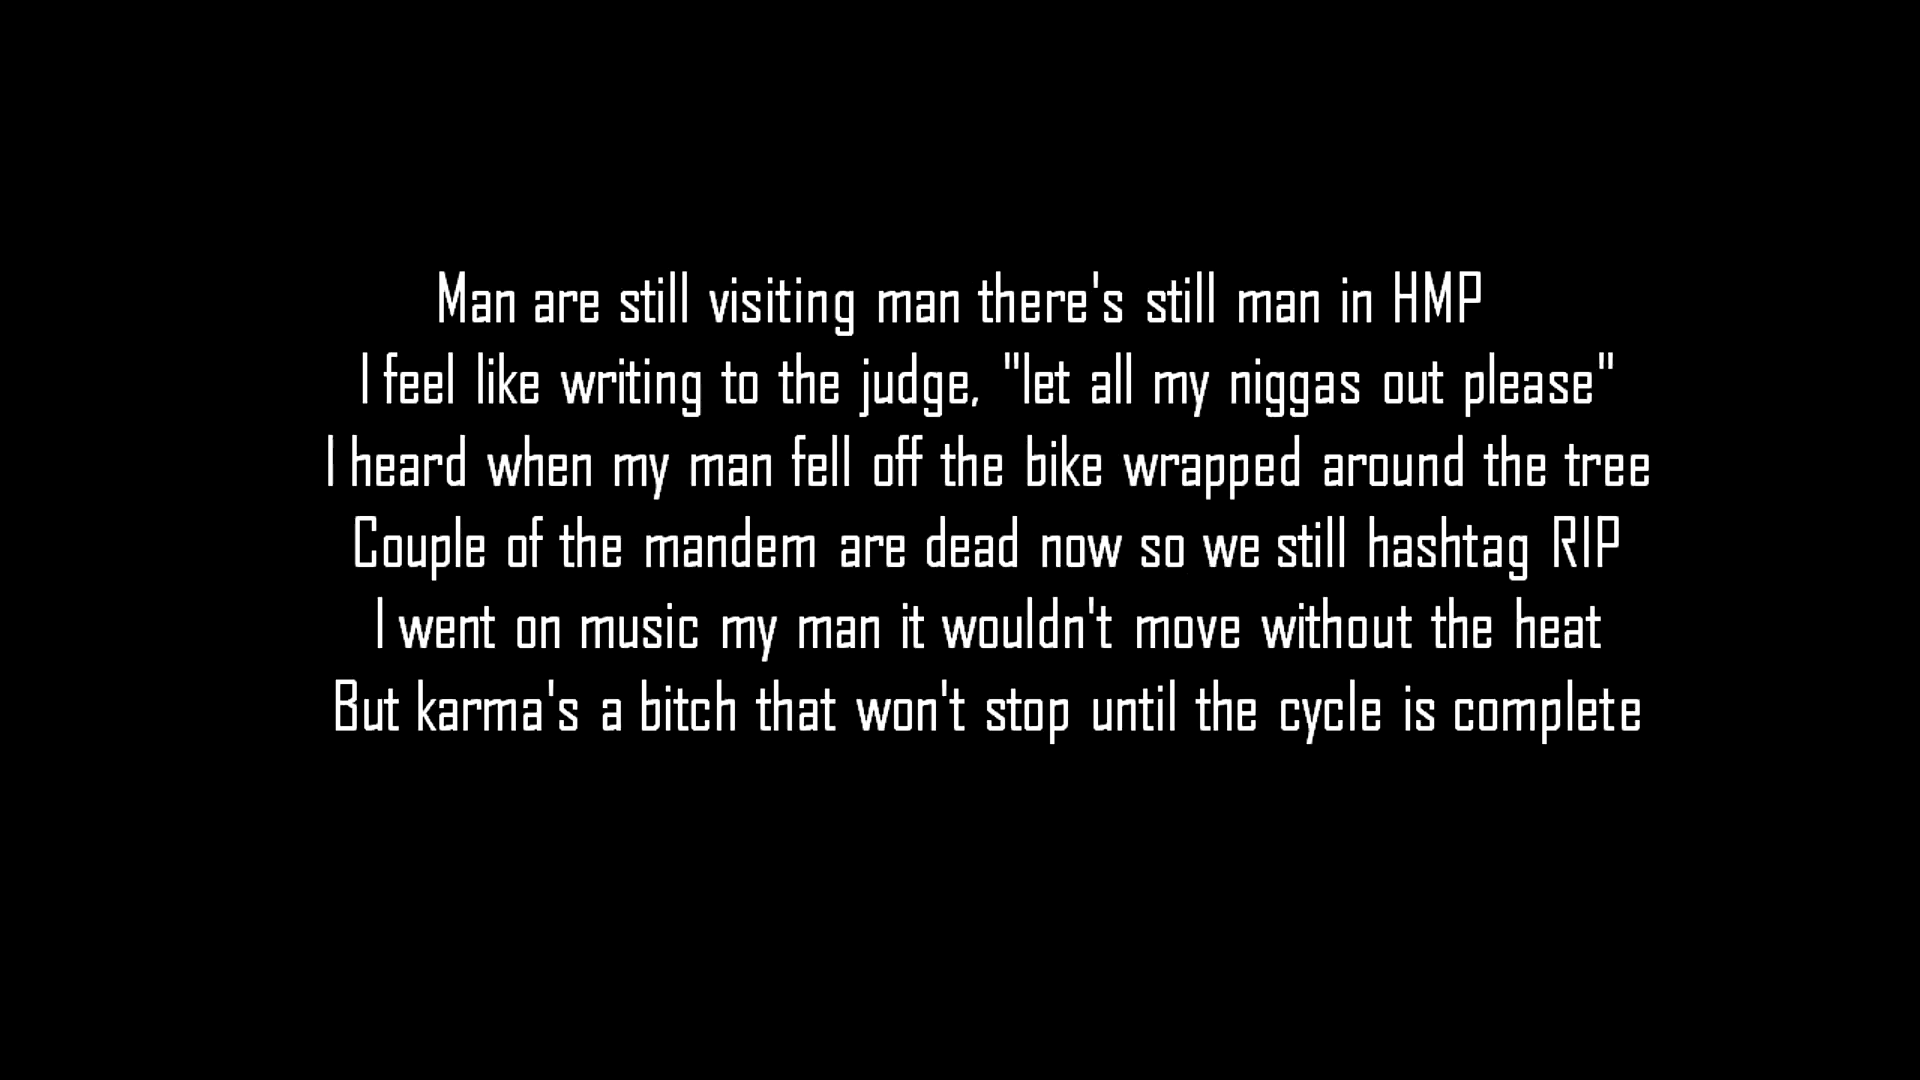 Man are still visiting man there's still man in HMP
I feel like writing to the judge, "let all my niggas out please"
I heard when my man fell off the bike wrapped around the tree
Couple of the mandem are dead now so we still hashtag RIP
I went on music my man it wouldn't move without the heat
But karma's a bitch that won't stop until the cycle is complete